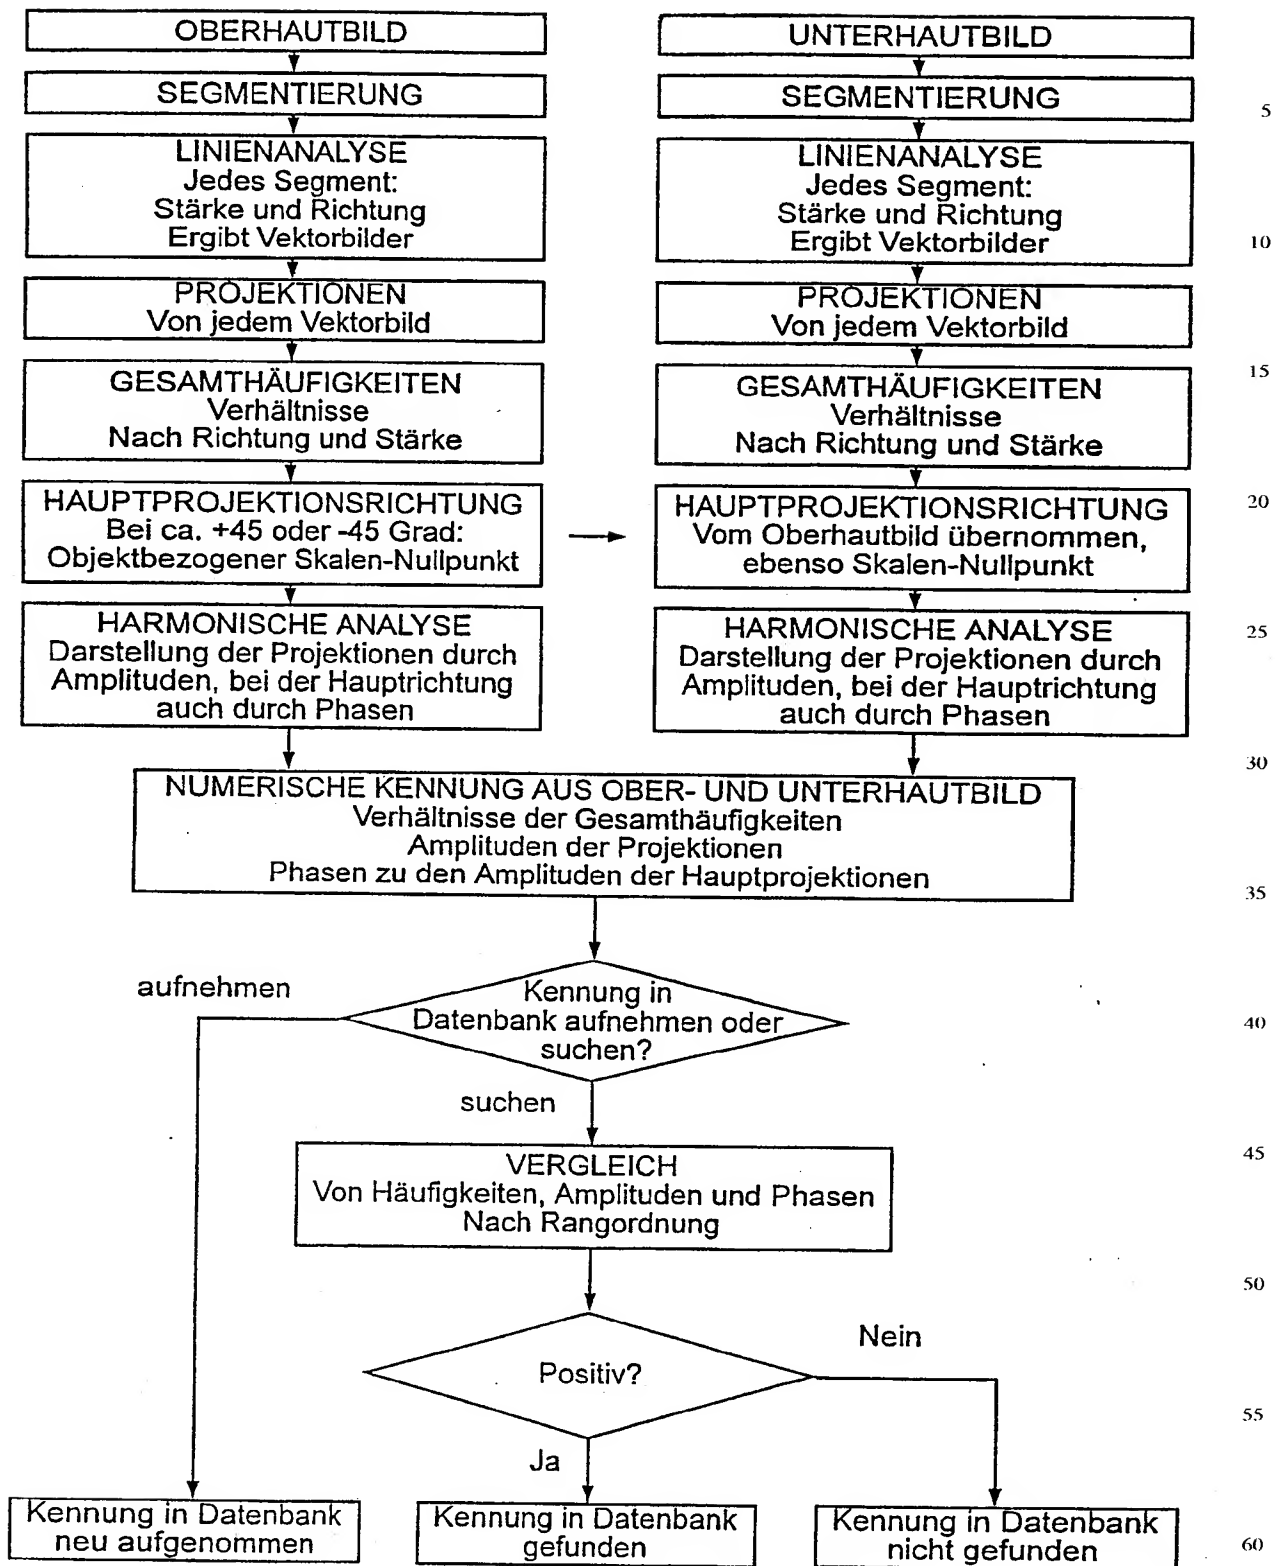 OBERHAUTBILD
SEGMENTIERUNG
LINIENANALYSE
Jedes Segment:
Stärke und Richtung
Ergibt Vektorbilder
PROJEKTIONEN
Von jedem Vektorbild
GESAMTHÄUFIGKEITEN
Verhältnisse
Nach Richtung und Stärke
HAUPTPROJEKTIONSRICHTUNG
Bei ca. +45 oder -45 Grad:
Objektbezogener Skalen-Nullpunkt
HARMONISCHE ANALYSE
Darstellung der Projektionen durch
Amplituden, bei der Hauptrichtung
auch durch Phasen
UNTERHAUTBILD
SEGMENTIERUNG
LINIENANALYSE
Jedes Segment:
Stärke und Richtung
Ergibt Vektorbilder
PROJEKTIONEN
Von jedem Vektorbild
GESAMTHÄUFIGKEITEN
Verhältnisse
Nach Richtung und Stärke
HAUPTPROJEKTIONSRICHTUNG
Vom Oberhautbild übernommen,
ebenso Skalen-Nullpunkt
HARMONISCHE ANALYSE
Darstellung der Projektionen durch
Amplituden, bei der Hauptrichtung
auch durch Phasen
NUMERISCHE KENNUNG AUS OBER- UND UNTERHAUTBILD
Verhältnisse der Gesamthäufigkeiten
Amplituden der Projektionen
Phasen zu den Amplituden der Hauptprojektionen
aufnehmen
Kennung in
Datenbank aufnehmen oder
suchen?
suchen
VERGLEICH
Von Häufigkeiten, Amplituden und Phasen
Nach Rangordnung
Positiv?
Nein
Ja
Kennung in Datenbank
neu aufgenommen
Kennung in Datenbank
gefunden
Kennung in Datenbank
nicht gefunden
5
10
15
20
25
30
35
40
45
50
55
60